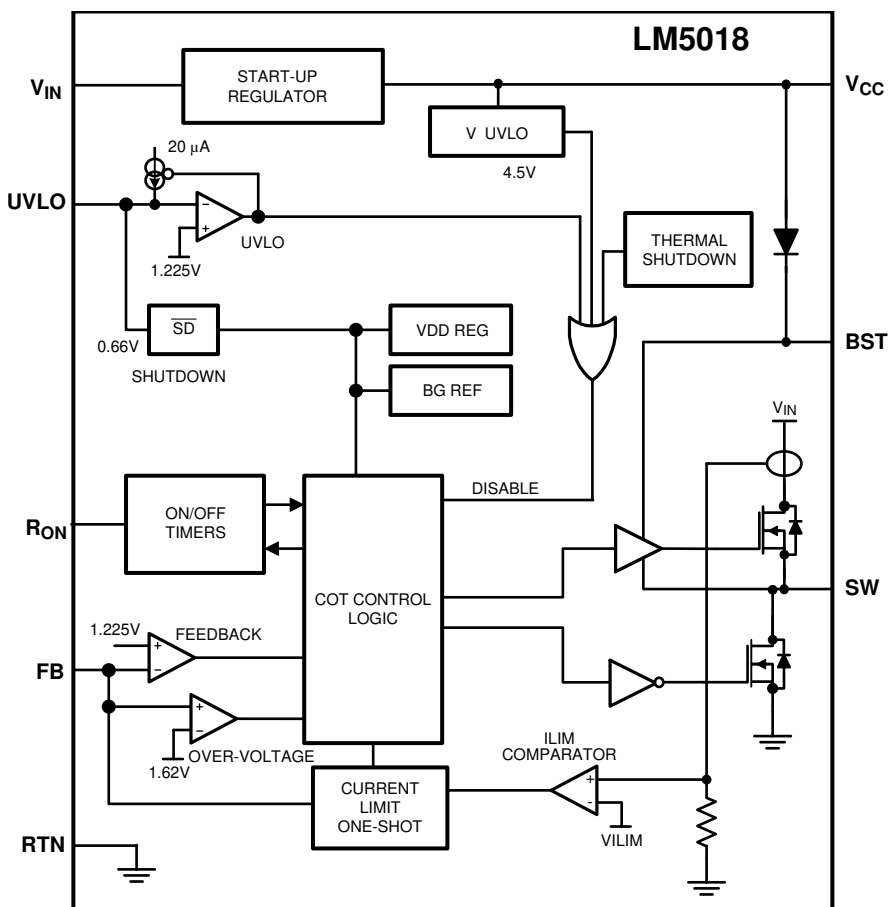 LM5018
VIN
START-UP
REGULATOR
VCC
V UVLO
4.5V
20 µA
UVLO
UVLO
1.225V
THERMAL
SHUTDOWN
0.66V
SD
SHUTDOWN
VDD REG
BG REF
BST
VIN
DISABLE
RON
ON/OFF
TIMERS
COT CONTROL
LOGIC
SW
1.225V
FEEDBACK
FB
OVER-VOLTAGE
1.62V
ILIM
COMPARATOR
CURRENT
LIMIT
ONE-SHOT
VILIM
RTN